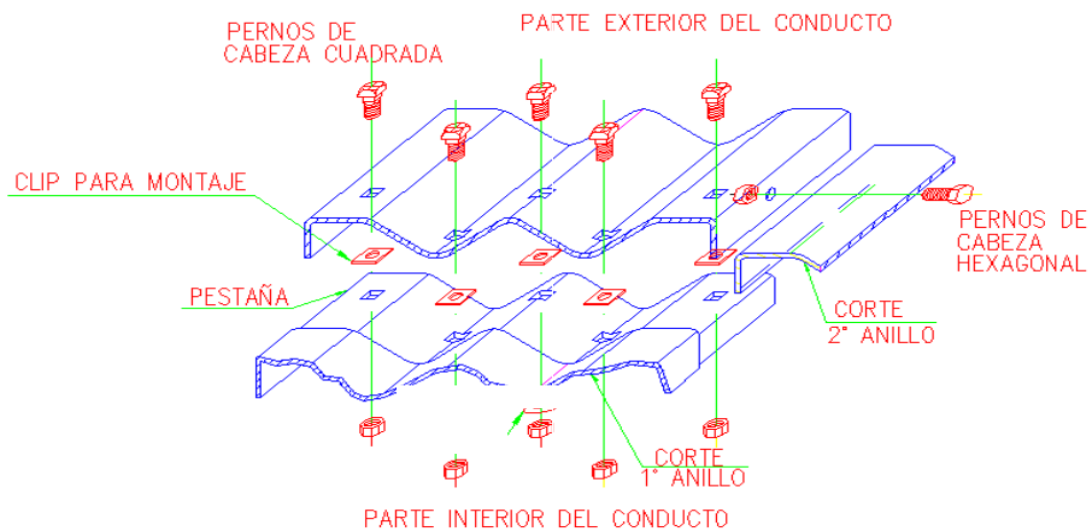 PARTE EXTERIOR DEL CONDUCTO
PERNOS DE
CABEZA CUADRADA
CLIP PARA MONTAJE
PERNOS DE
CABEZA
HEXAGONAL
PESTAÑA
CORTE
2° ANILLO
CORTE
1° ANILLO
PARTE INTERIOR DEL CONDUCTO